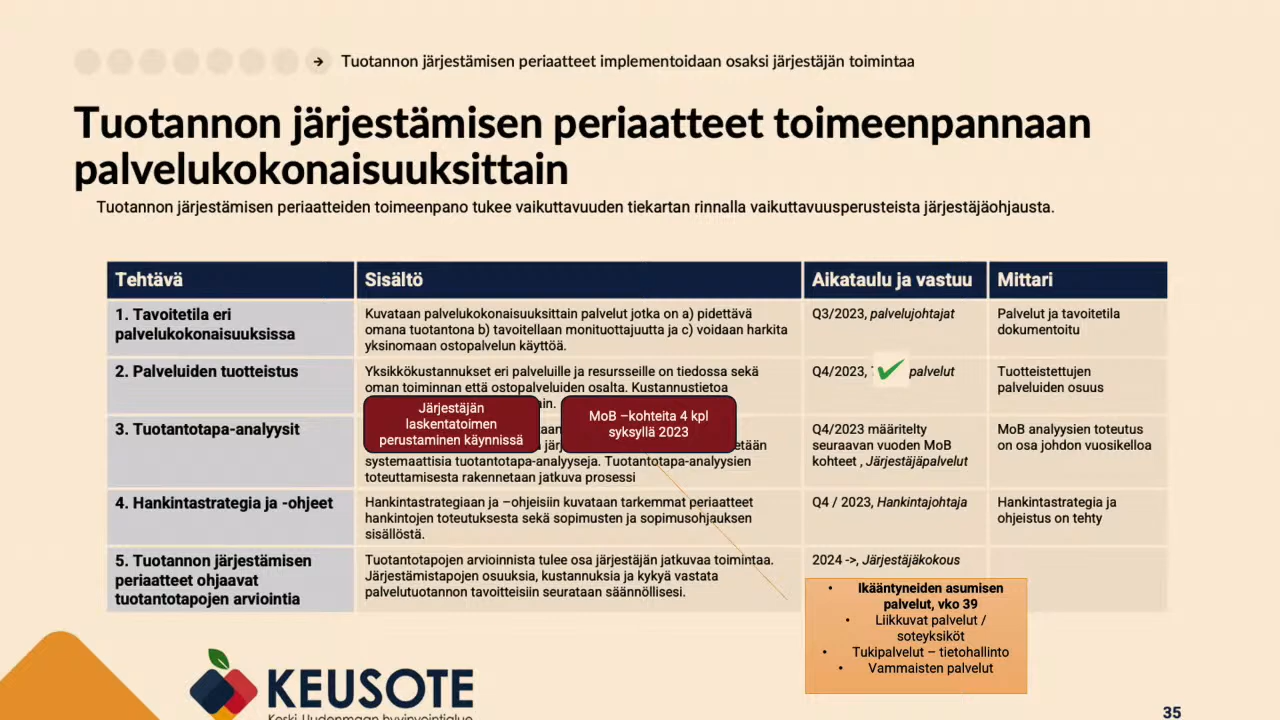 → Tuotannon järjestämisen periaatteet implementoidaan osaksi järjestäjän toimintaa
Tuotannon järjestämisen periaatteet toimeenpannaan
palvelukokonaisuuksittain
Tuotannon järjestämisen periaatteiden toimeenpano tukee vaikuttavuuden tiekartan rinnalla vaikuttavuusperusteista järjestäjäohjausta.
Tehtävä
Sisältö
Aikataulu ja vastuu
Mittari
1. Tavoitetila eri
palvelukokonaisuuksissa
Kuvataan palvelukokonaisuuksittain palvelut jotka on a) pidettävä
omana tuotantona b) tavoitellaan monituottajuutta ja c) voidaan harkita
yksinomaan ostopalvelun käyttöä.
Q3/2023, palvelujohtajat
Palvelut ja tavoitetila
dokumentoitu
2. Palveluiden tuotteistus
Yksikkökustannukset eri palveluille ja resursseille on tiedossa sekä
oman toiminnan että ostopalveluiden osalta. Kustannustietoa
Q4/2023, palvelut
Tuotteistettujen
palveluiden osuus
Järjestäjän
laskentatoimen
perustaminen käynnissä
MoB –kohteita 4 kpl
syksyllä 2023
3. Tuotantotapa-analyysit
systemaattisia tuotantotapa-analyyseja. Tuotantotapa-analyysien
toteuttamisesta rakennetaan jatkuva prosessi
Q4/2023 määritelty
seuraavan vuoden MoB
kohteet , Järjestäjäpalvelut
MoB analyysien toteutus
on osa johdon vuosikelloa
4. Hankintastrategia ja -ohjeet
Hankintastrategiaan ja –ohjeisiin kuvataan tarkemmat periaatteet
hankintojen toteutuksesta sekä sopimusten ja sopimusohjauksen
sisällöstä.
Q4 / 2023, Hankintajohtaja
Hankintastrategia ja
ohjeistus on tehty
5. Tuotannon järjestämisen
periaatteet ohjaavat
tuotantotapojen arviointia
Tuotantotapojen arvioinnista tulee osa järjestäjän jatkuvaa toimintaa.
Järjestämistapojen osuuksia, kustannuksia ja kykyä vastata
palvelutuotannon tavoitteisiin seurataan säännöllisesi.
2024 ->, Järjestäjäkokous
• Ikääntyneiden asumisen
palvelut, vko 39
• Liikkuvat palvelut /
soteyksiköt
• Tukipalvelut – tietohallinto
• Vammaisten palvelut
KEUSOTE
Keski-Uudenmaan hyvinvointialue
35